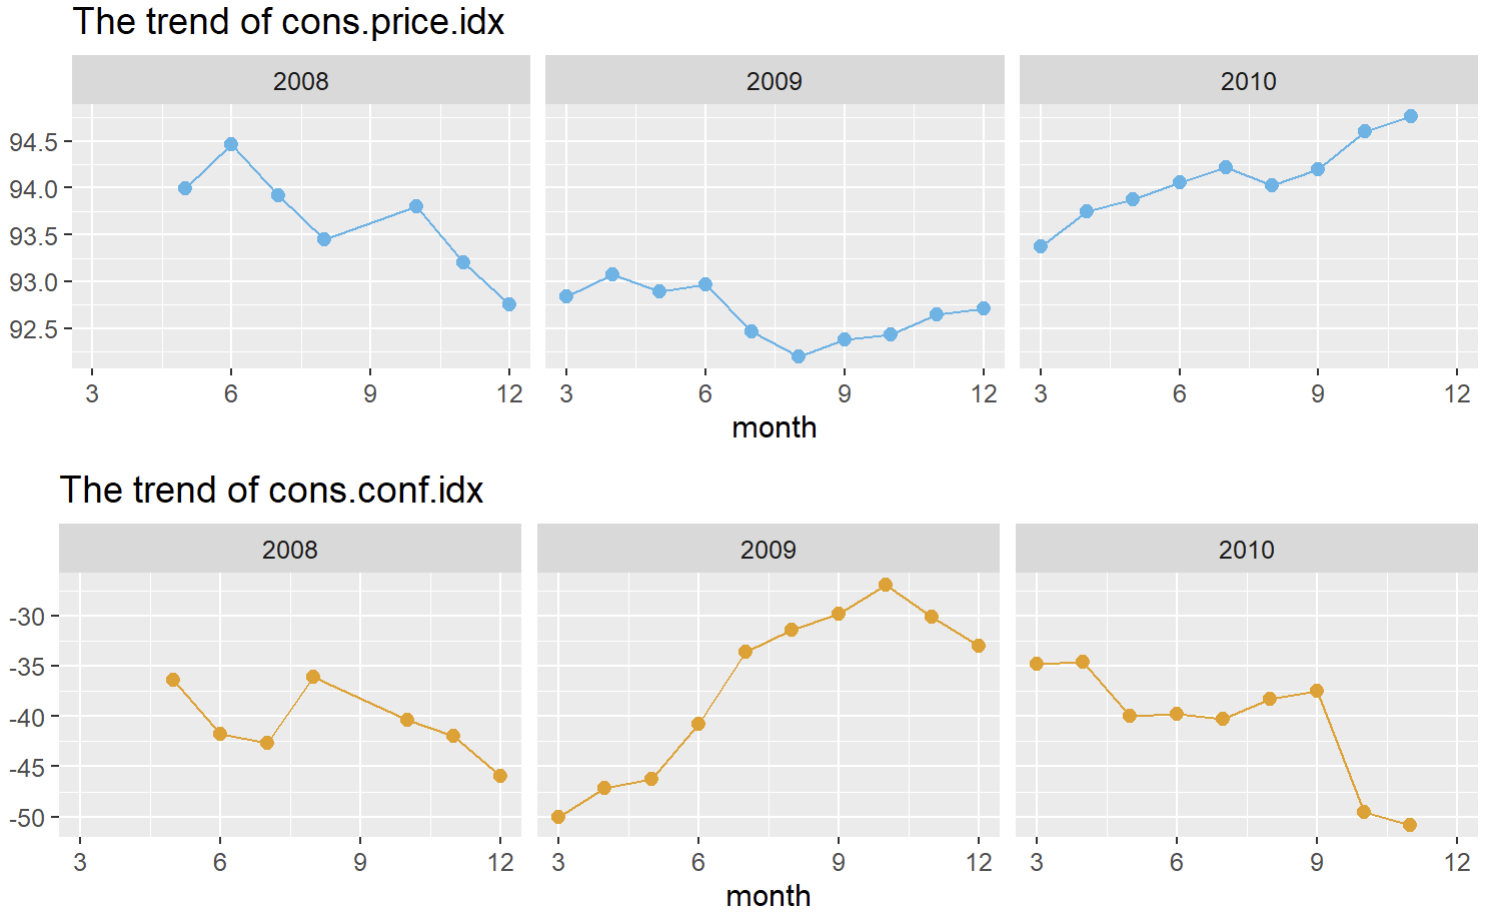 The trend of cons.price.idx
2008 2009 2010
94.5
94.0
93.5
93.0
92.5
3 6 9 12 3 6 9 12 3 6 9 12
month
The trend of cons.conf.idx
2008 2009 2010
-30
-35
-40
-45
-50
3 6 9 12 3 6 9 12 3 6 9 12
month